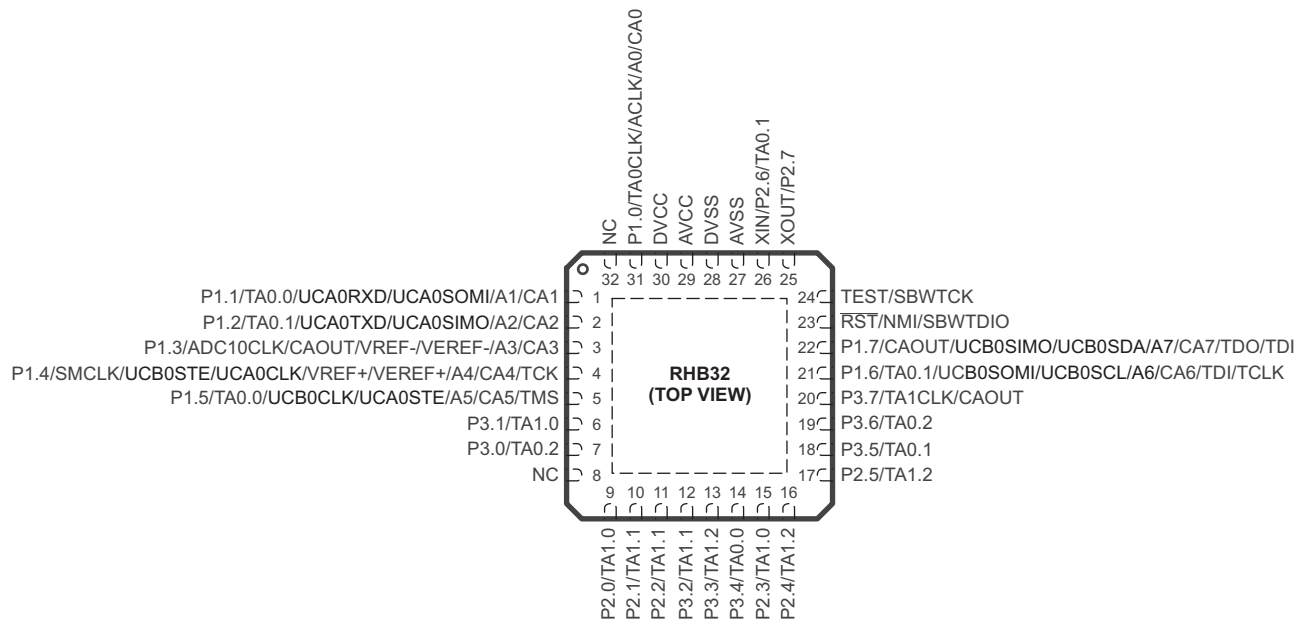 NC
P1.0/TA0CLK/ACLK/A0/CA0
DVCC
AVCC
DVSS
AVSS
XIN/P2.6/TA0.1
XOUT/P2.7
32 31 30 29 28 27 26 25
P1.1/TA0.0/UCA0RXD/UCA0SOMI/A1/CA1 1
P1.2/TA0.1/UCA0TXD/UCA0SIMO/A2/CA2 2
P1.3/ADC10CLK/CAOUT/VREF-/VEREF-/A3/CA3 3
P1.4/SMCLK/UCB0STE/UCA0CLK/VREF+/VEREF+/A4/CA4/TCK 4
P1.5/TA0.0/UCB0CLK/UCA0STE/A5/CA5/TMS 5
P3.1/TA1.0 6
P3.0/TA0.2 7
NC 8
RHB32
(TOP VIEW)
24 TEST/SBWTCK
23 RST/NMI/SBWTDIO
22 P1.7/CAOUT/UCB0SIMO/UCB0SDA/A7/CA7/TDO/TDI
21 P1.6/TA0.1/UCB0SOMI/UCB0SCL/A6/CA6/TDI/TCLK
20 P3.7/TA1CLK/CAOUT
19 P3.6/TA0.2
18 P3.5/TA0.1
17 P2.5/TA1.2
9 10 11 12 13 14 15 16
P2.0/TA1.0
P2.1/TA1.1
P2.2/TA1.1
P3.2/TA1.1
P3.3/TA1.2
P3.4/TA0.0
P2.3/TA1.0
P2.4/TA1.2